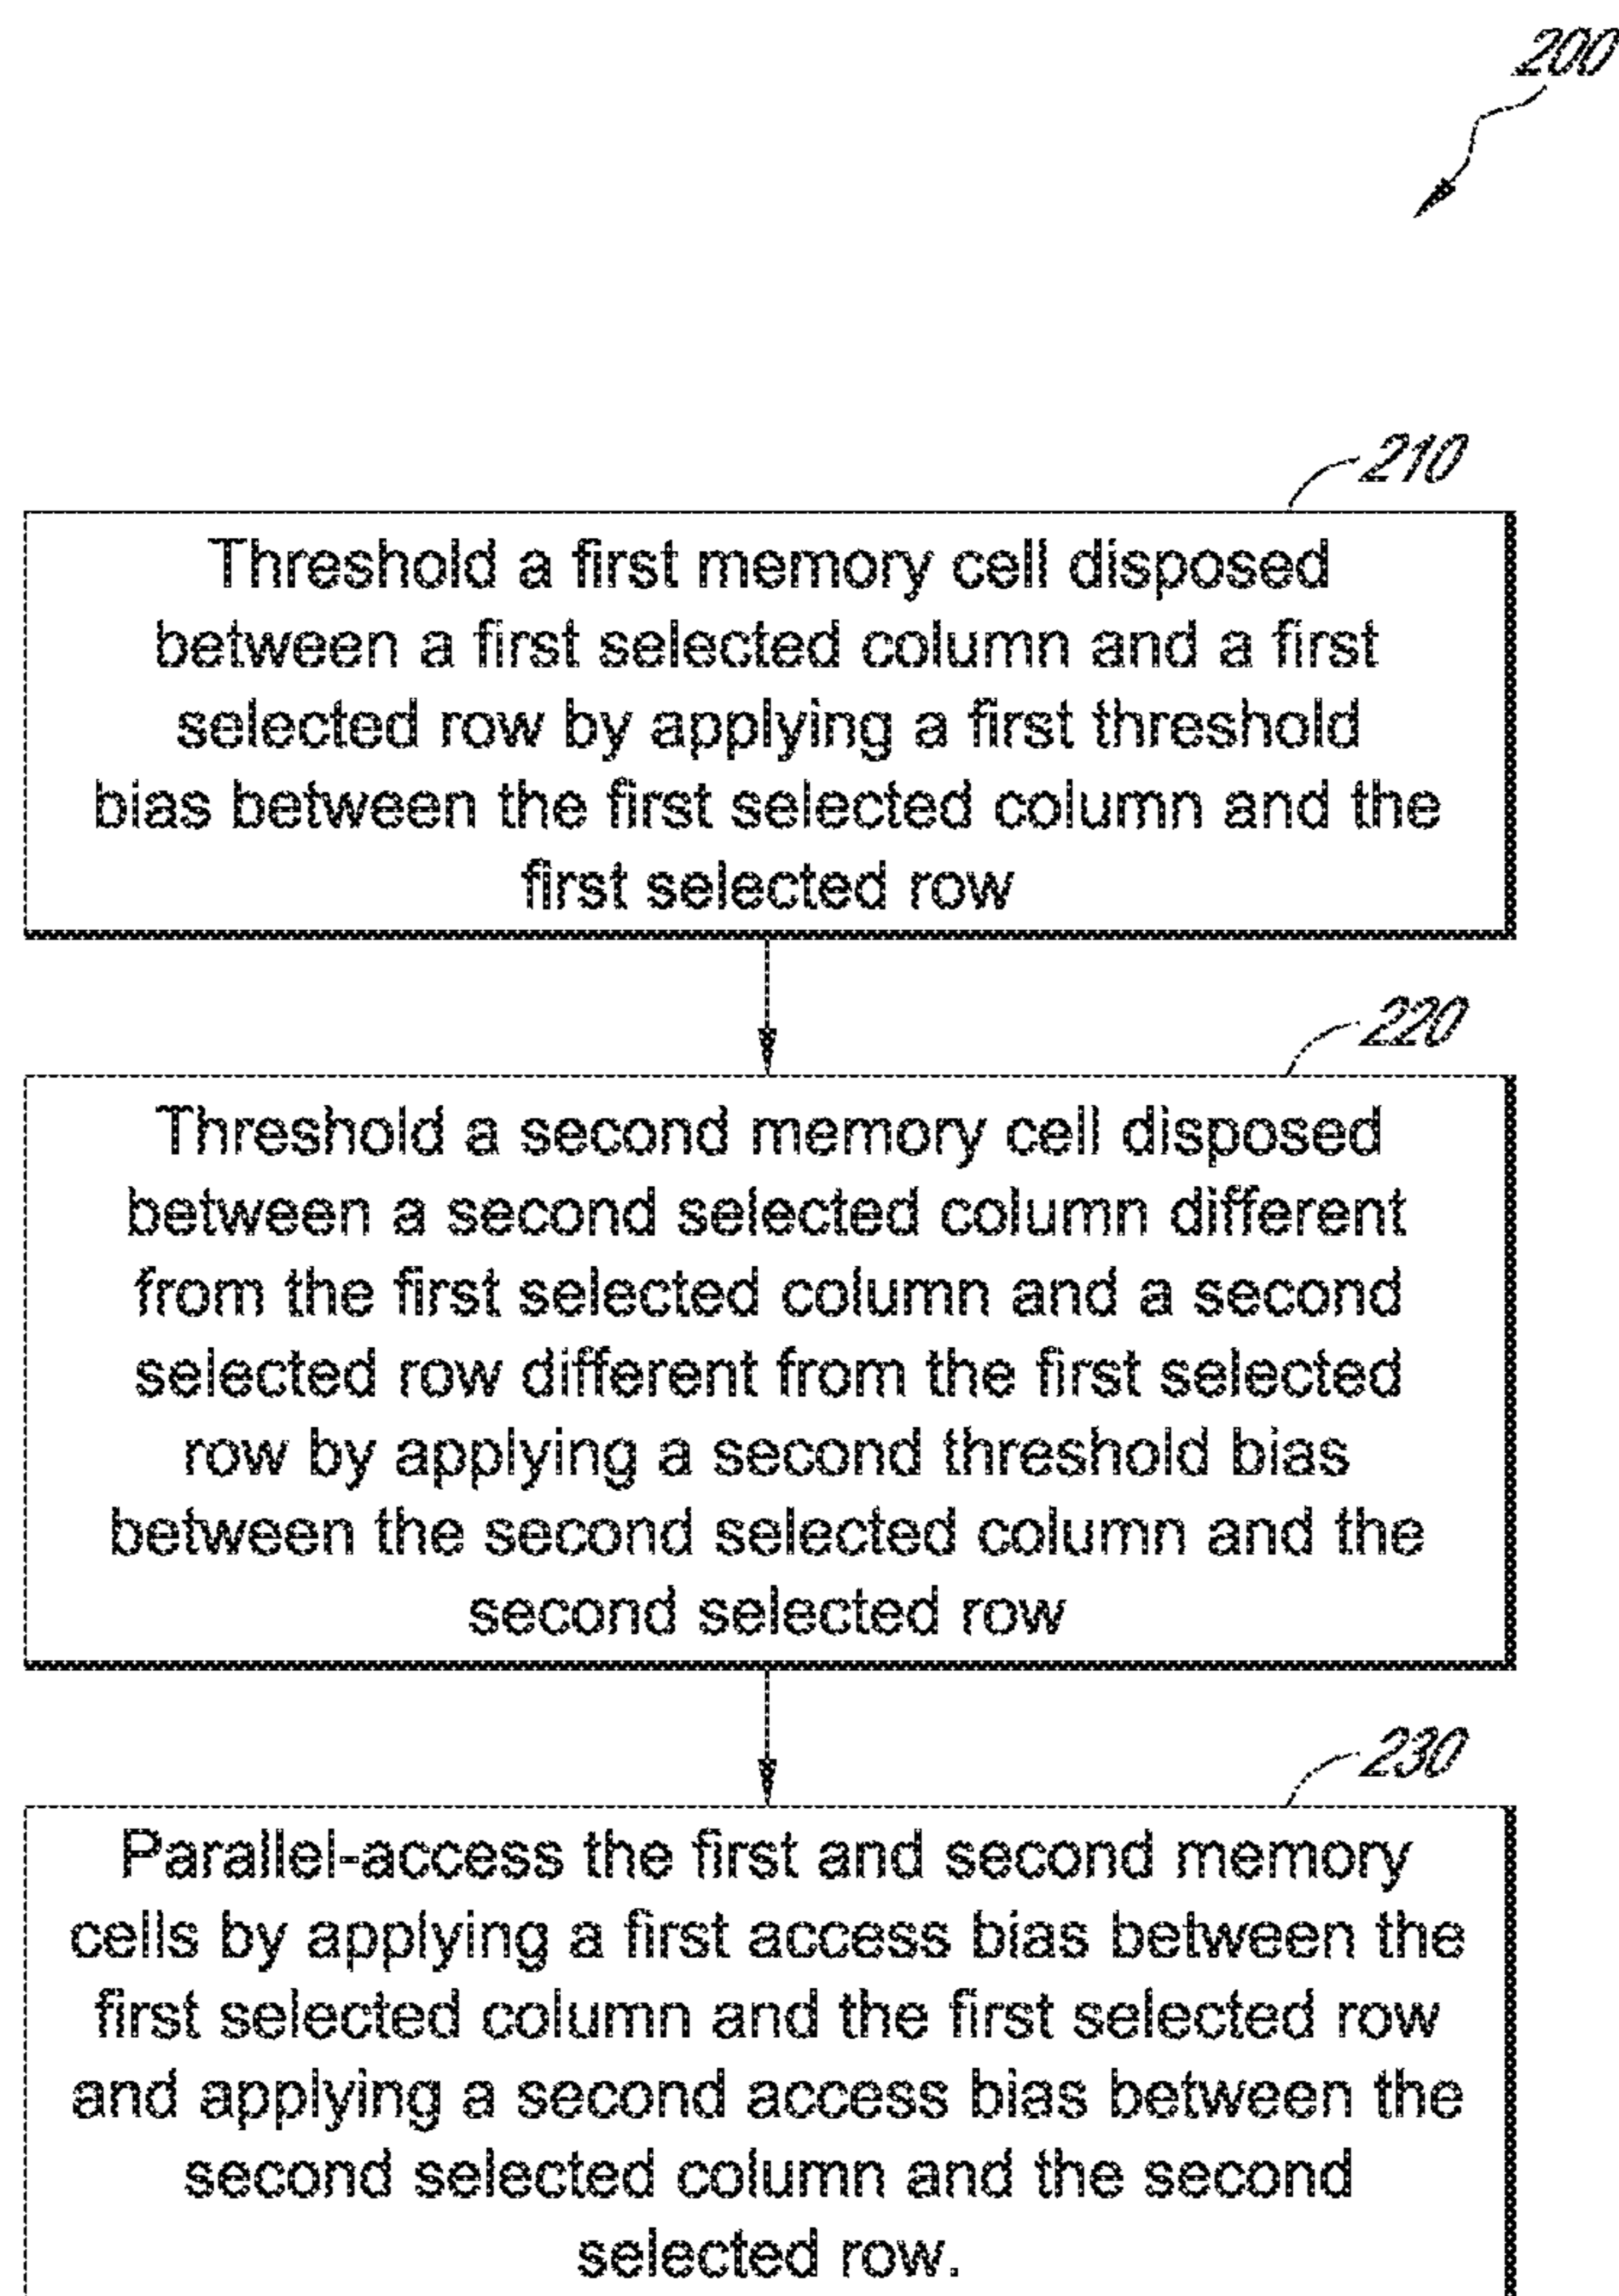 200
210
Threshold a first memory cell disposed
between a first selected column and a first
selected row by applying a first threshold
bias between the first selected column and the
first selected row
220
Threshold a second memory cell disposed
between a second selected column different
from the first selected column and a second
selected row different from the first selected
row by applying a second threshold bias
between the second selected column and the
second selected row
230
Parallel-access the first and second memory
cells by applying a first access bias between the
first selected column and the first selected row
and applying a second access bias between the
second selected column and the second
selected row.